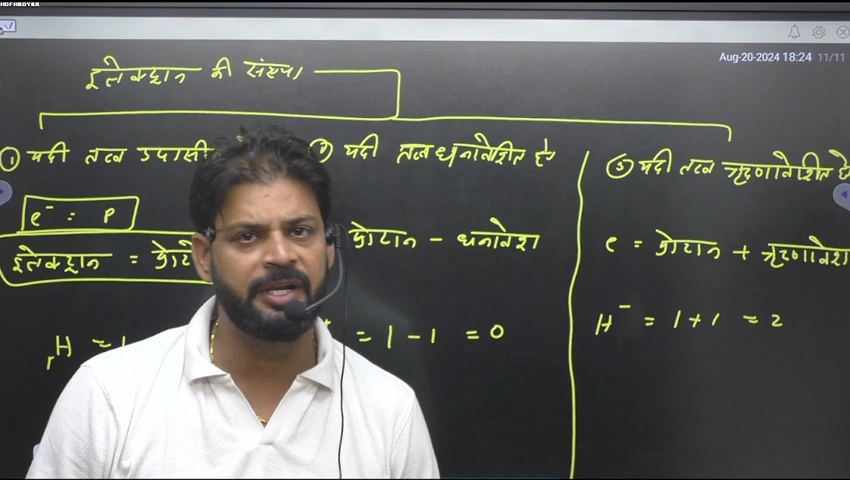 Aug-20-2024 18:24 11/11
इलेक्ट्रान की संख्या
① यदी तत्व उदासी
② यदी तत्व धनावेशित है।
③ यदी तत्व ऋणावेशित है
e⁻ = P
इलेक्ट्रान = प्रोटा
प्रोटान – धनावेश
e = प्रोटान + ऋणावेश
₁H = 1
= 1 – 1 = 0
H⁻ = 1 + 1 = 2